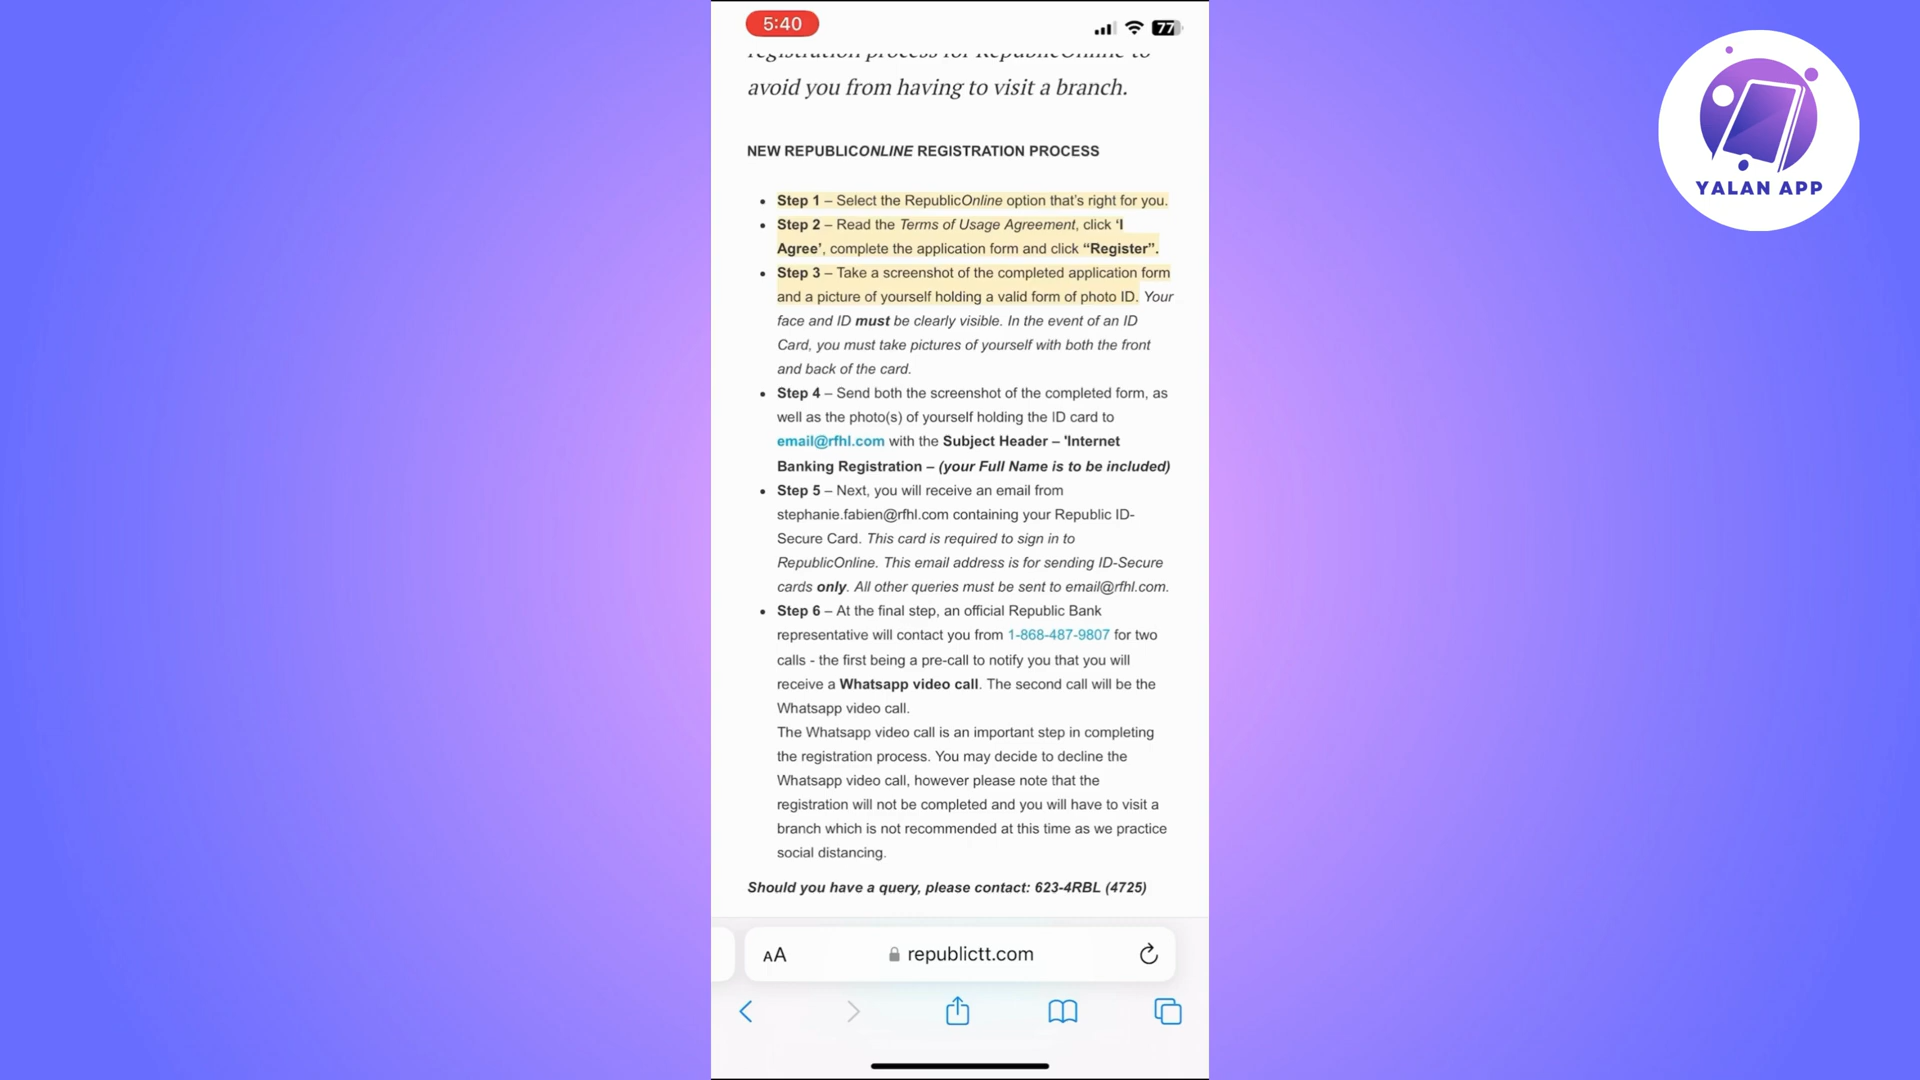 5:40
77
registration process for RepublicOnline to
avoid you from having to visit a branch.
YALAN APP
NEW REPUBLICONLINE REGISTRATION PROCESS
• Step 1 – Select the RepublicOnline option that's right for you.
• Step 2 – Read the Terms of Usage Agreement, click ‘I
Agree’, complete the application form and click “Register”.
• Step 3 – Take a screenshot of the completed application form
and a picture of yourself holding a valid form of photo ID. Your
face and ID must be clearly visible. In the event of an ID
Card, you must take pictures of yourself with both the front
and back of the card.
• Step 4 – Send both the screenshot of the completed form, as
well as the photo(s) of yourself holding the ID card to
email@rfhl.com with the Subject Header – 'Internet
Banking Registration – (your Full Name is to be included)
• Step 5 – Next, you will receive an email from
stephanie.fabien@rfhl.com containing your Republic ID-
Secure Card. This card is required to sign in to
RepublicOnline. This email address is for sending ID-Secure
cards only. All other queries must be sent to email@rfhl.com.
• Step 6 – At the final step, an official Republic Bank
representative will contact you from 1-868-487-9807 for two
calls - the first being a pre-call to notify you that you will
receive a Whatsapp video call. The second call will be the
Whatsapp video call.
The Whatsapp video call is an important step in completing
the registration process. You may decide to decline the
Whatsapp video call, however please note that the
registration will not be completed and you will have to visit a
branch which is not recommended at this time as we practice
social distancing.
Should you have a query, please contact: 623-4RBL (4725)
AA
republictt.com